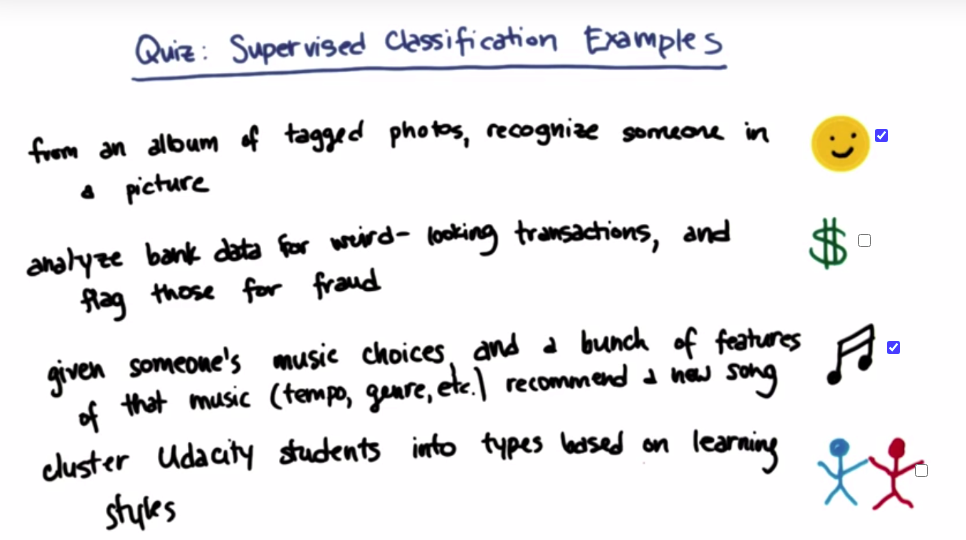 Quiz: Supervised Classification Examples
from an album of tagged photos, recognize someone in
a picture
analyze bank data for weird-looking transactions, and
flag those for fraud
given someone's music choices, and a bunch of features
of that music (tempo, genre, etc.) recommend a new song
cluster Udacity students into types based on learning
styles
$